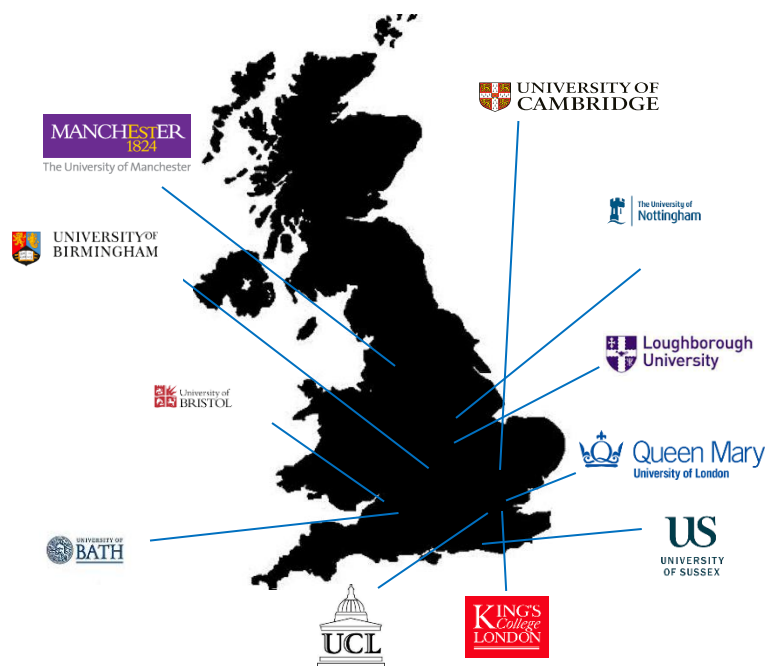 UNIVERSITY OF
CAMBRIDGE
MANCHESTER
1824
The University of Manchester
The University of
Nottingham
UNIVERSITY OF
BIRMINGHAM
Loughborough
University
University of
BRISTOL
Queen Mary
University of London
UNIVERSITY OF
BATH
US
UNIVERSITY
OF SUSSEX
KING'S
College
LONDON
UCL